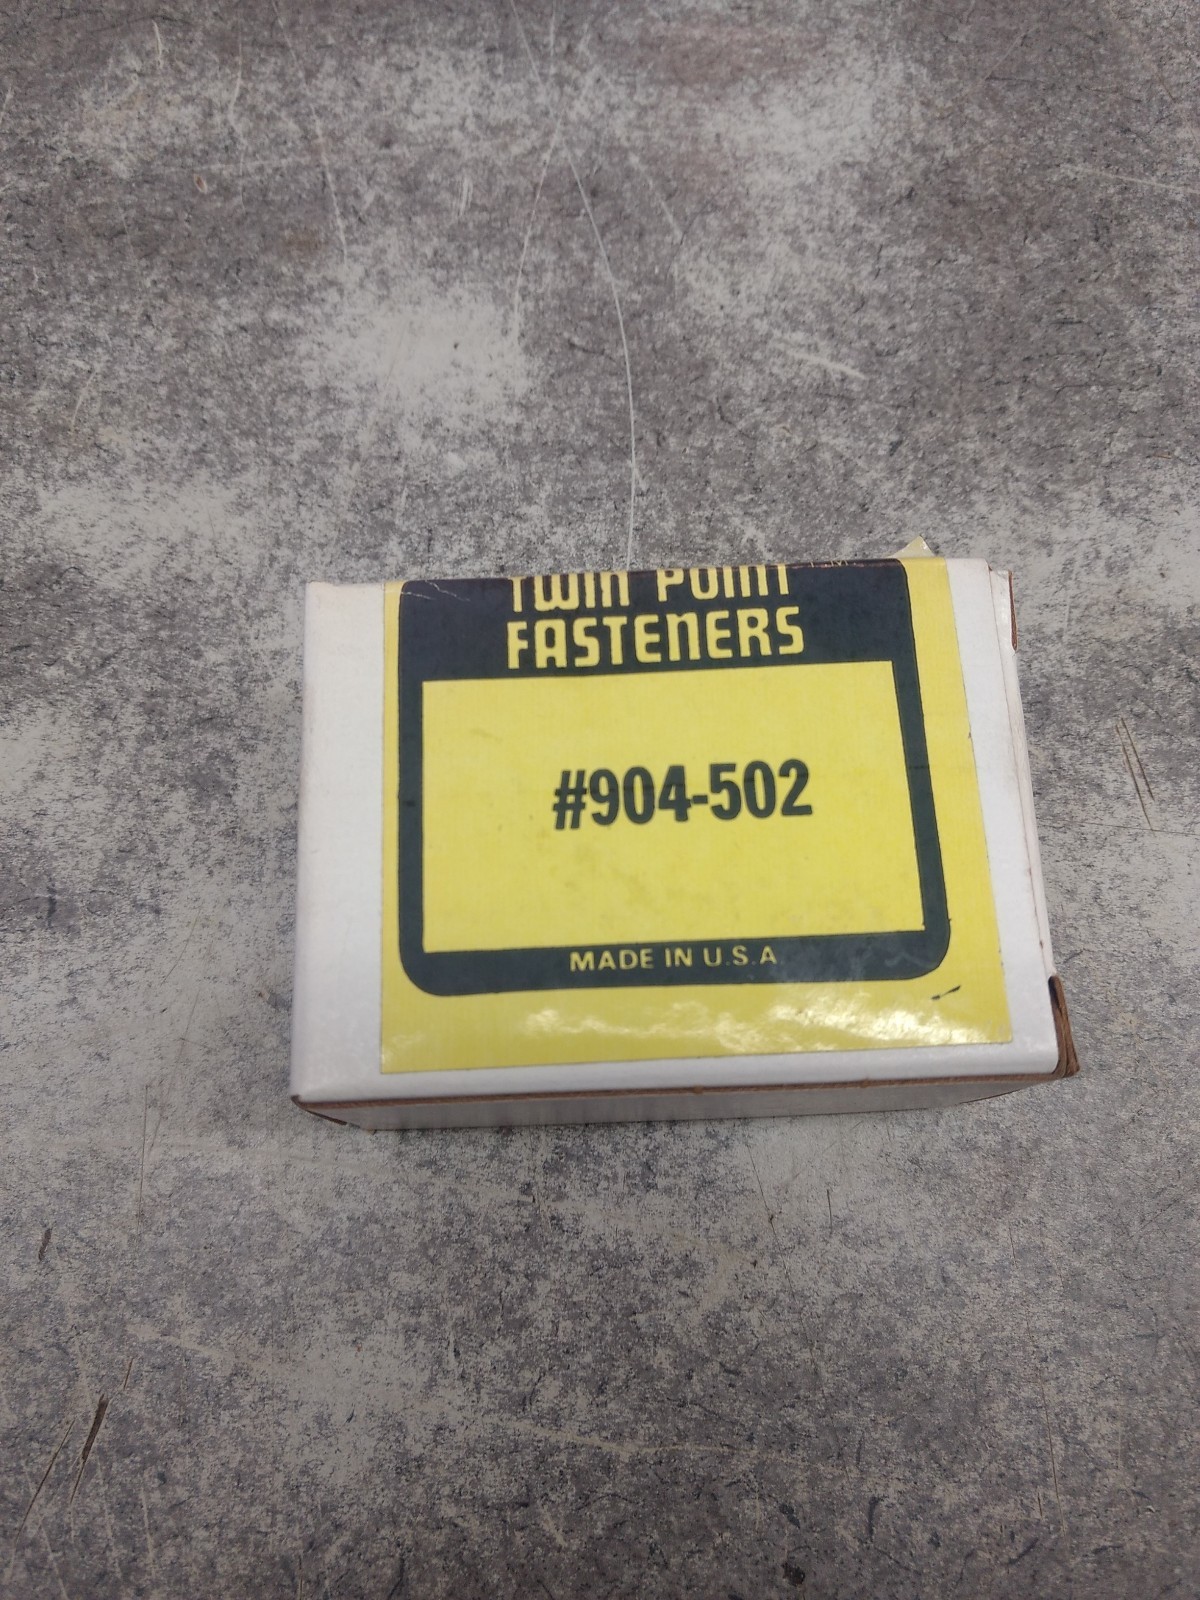 TWIN POINT
FASTENERS
#904-502
MADE IN U.S.A